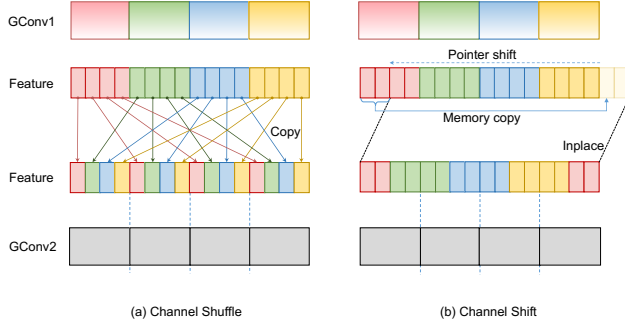 GConv1
Feature
Pointer shift
Memory copy
Copy
Inplace
Feature
GConv2
(a) Channel Shuffle
(b) Channel Shift